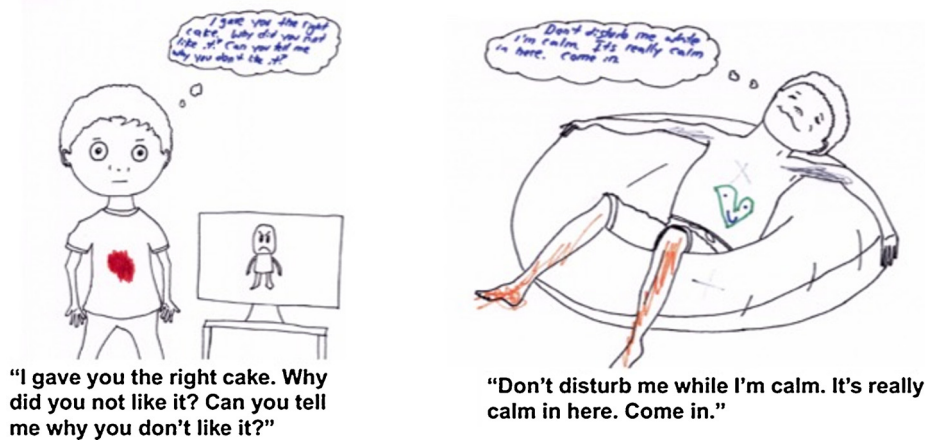 I gave you the right
cake. Why did you not
like it? Can you tell me
why you don't like it?
Don't disturb me while
I'm calm. It's really calm
in here. Come in
“I gave you the right cake. Why
did you not like it? Can you tell
me why you don’t like it?”
“Don’t disturb me while I’m calm. It’s really
calm in here. Come in.”